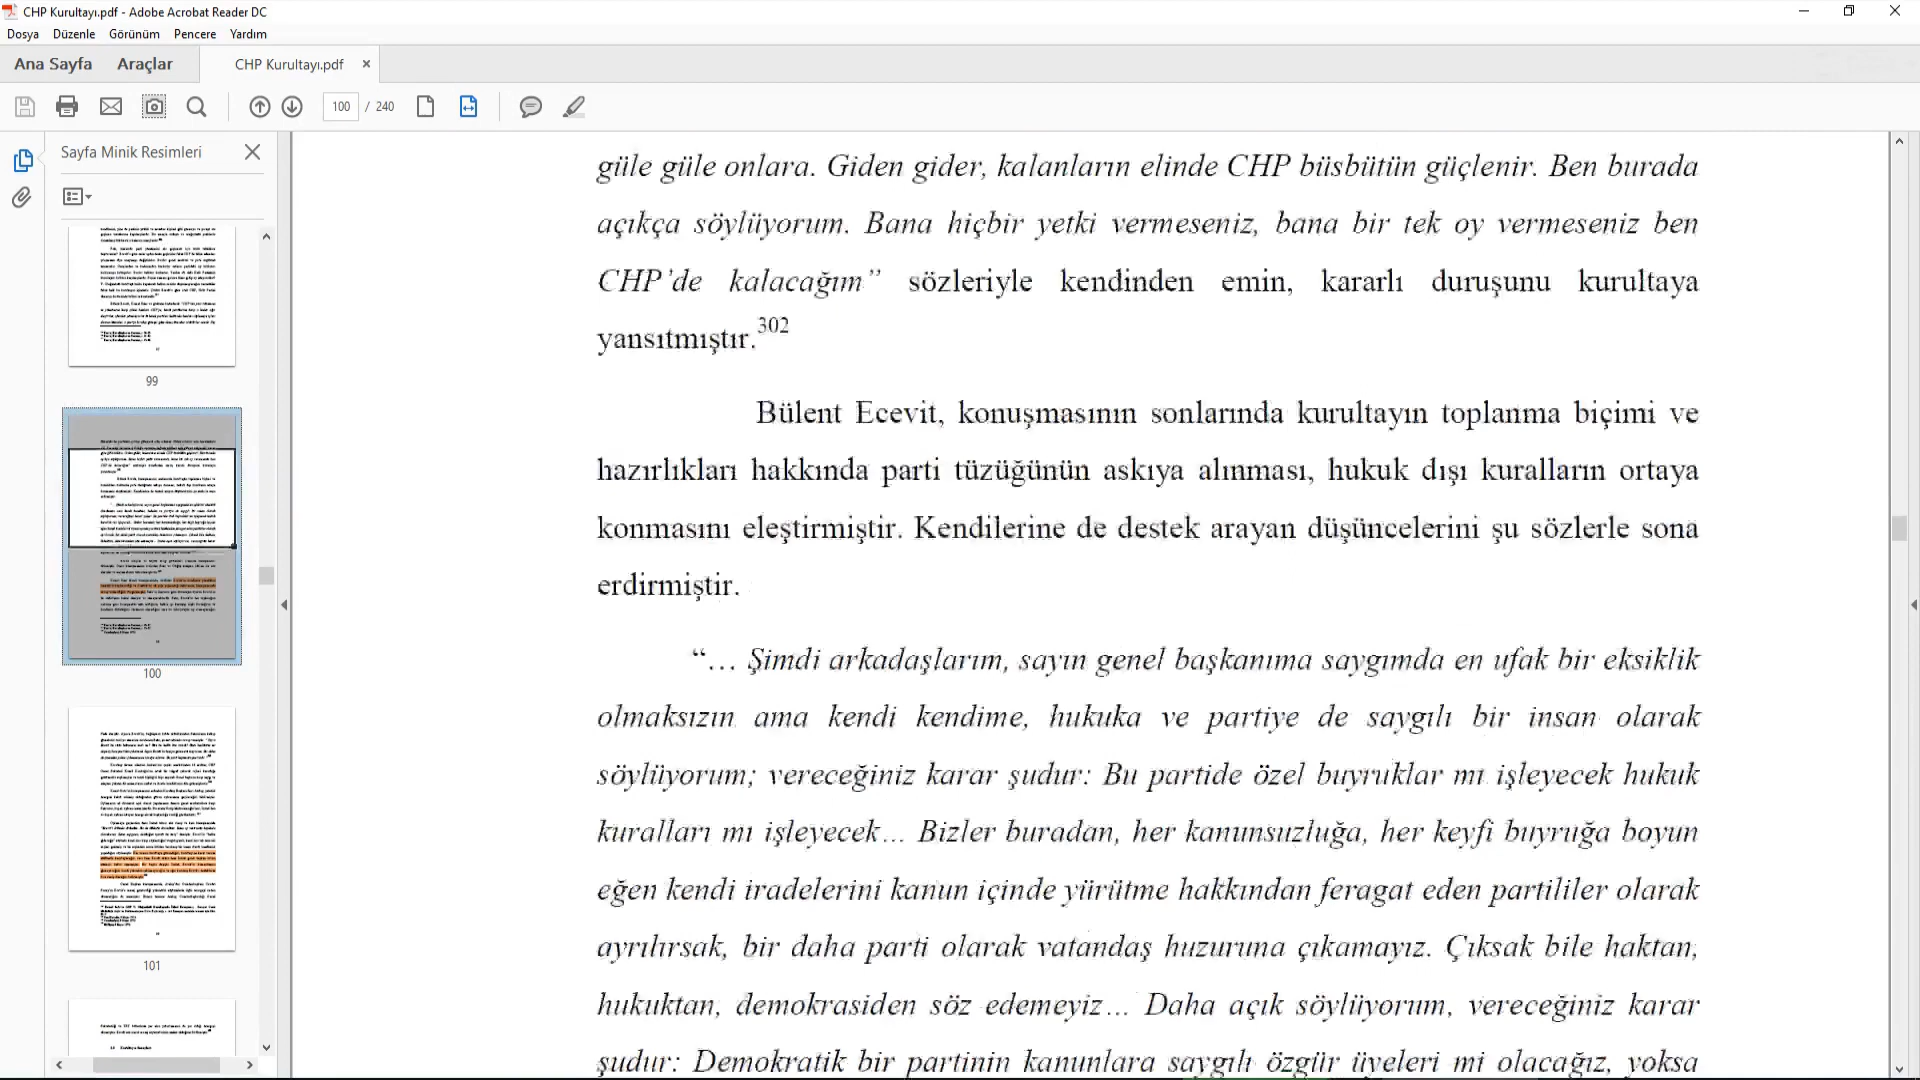 CHP Kurultayı.pdf - Adobe Acrobat Reader DC
Dosya Düzenle Görünüm Pencere Yardım
Ana Sayfa Araçlar CHP Kurultayı.pdf ×
100 / 240
Sayfa Minik Resimleri
99
100
101
güle güle onlara. Giden gider, kalanların elinde CHP büsbütün güçlenir. Ben burada
açıkça söylüyorum. Bana hiçbir yetki vermeseniz, bana bir tek oy vermeseniz ben
CHP’de kalacağım” sözleriyle kendinden emin, kararlı duruşunu kurultaya
yansıtmıştır.302
Bülent Ecevit, konuşmasının sonlarında kurultayın toplanma biçimi ve
hazırlıkları hakkında parti tüzüğünün askıya alınması, hukuk dışı kuralların ortaya
konmasını eleştirmiştir. Kendilerine de destek arayan düşüncelerini şu sözlerle sona
erdirmiştir.
“… Şimdi arkadaşlarım, sayın genel başkanıma saygımda en ufak bir eksiklik
olmaksızın ama kendi kendime, hukuka ve partiye de saygılı bir insan olarak
söylüyorum; vereceğiniz karar şudur: Bu partide özel buyruklar mı işleyecek hukuk
kuralları mı işleyecek… Bizler buradan, her kanunsuzluğa, her keyfi buyruğa boyun
eğen kendi iradelerini kanun içinde yürütme hakkından feragat eden partililer olarak
ayrılırsak, bir daha parti olarak vatandaş huzuruna çıkamayız. Çıksak bile haktan,
hukuktan, demokrasiden söz edemeyiz… Daha açık söylüyorum, vereceğiniz karar
şudur: Demokratik bir partinin kanunlara saygılı özgür üyeleri mi olacağız, yoksa